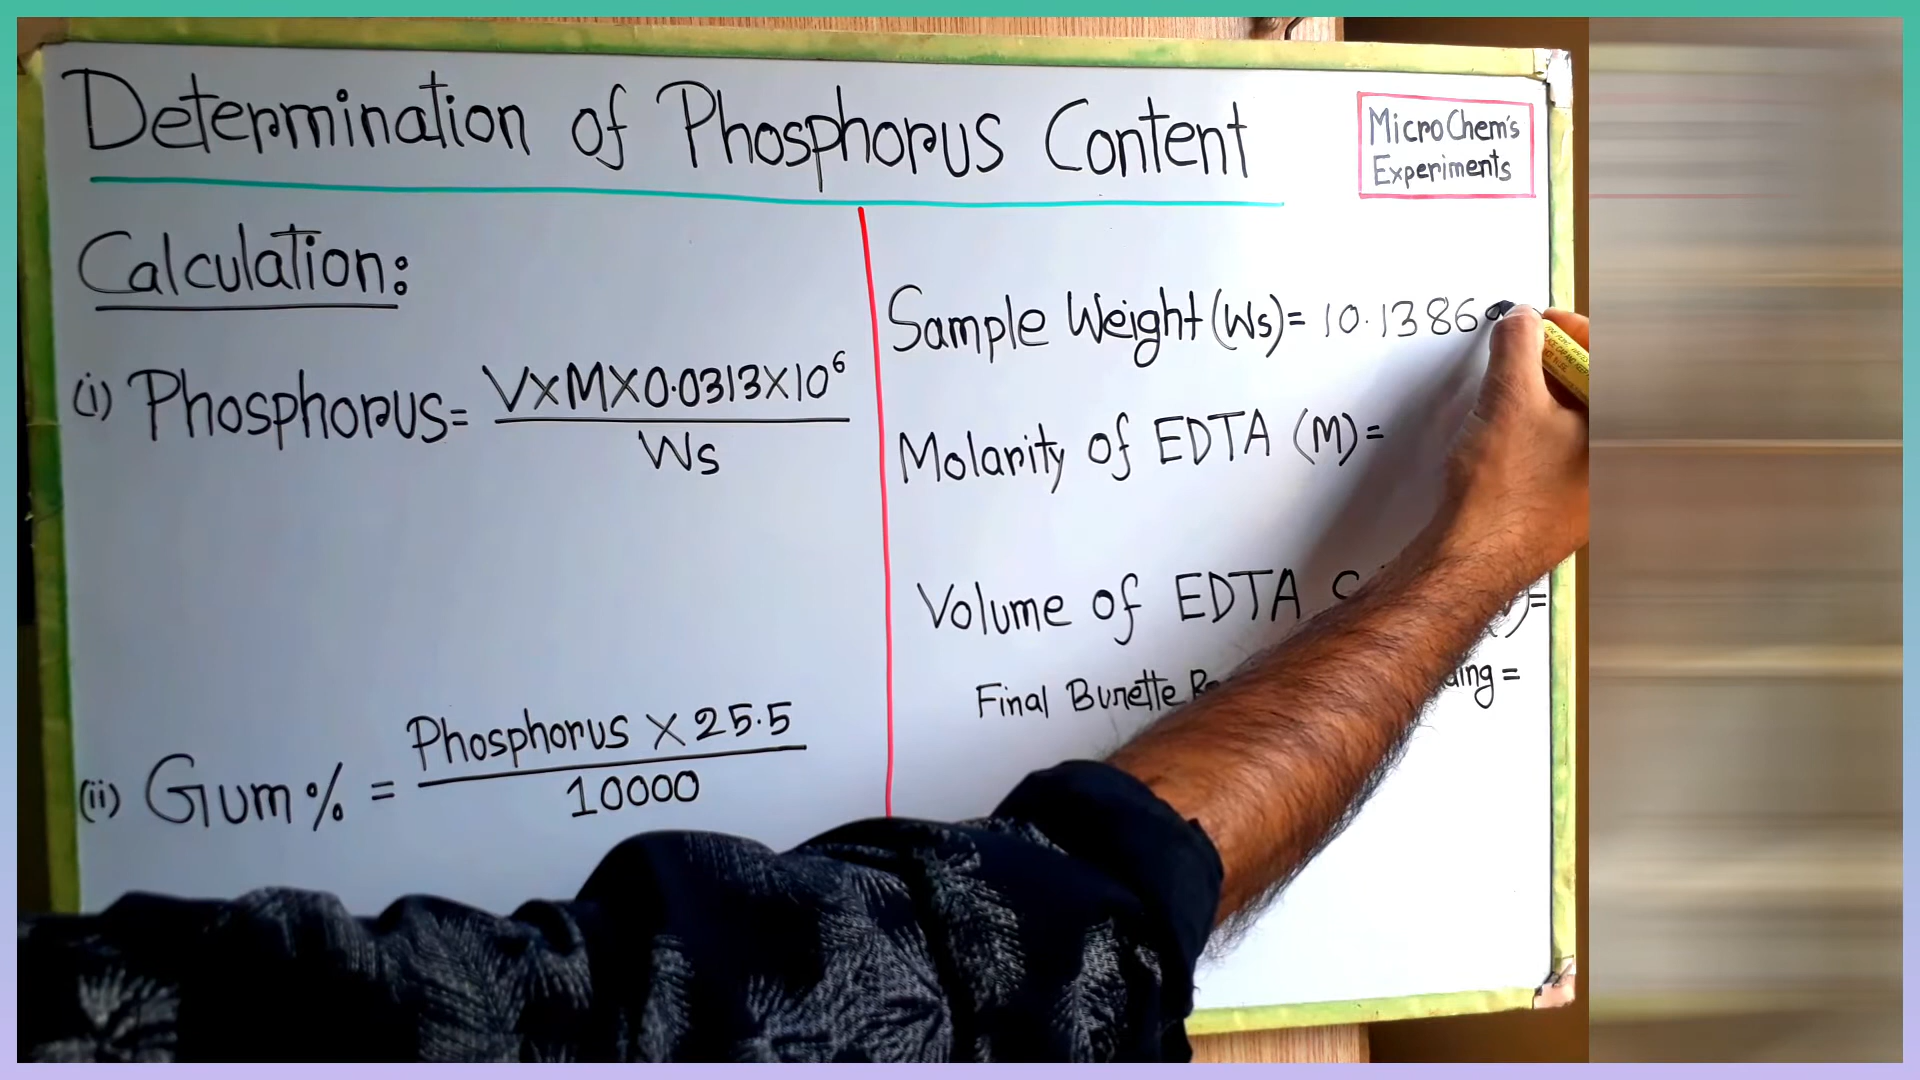 Determination of Phosphorus Content
MicroChem's
Experiments
Calculation:
(i) Phosphorus= V×M×0.0313×10⁶
Ws
(ii) Gum% = Phosphorus × 25.5
10000
Sample Weight (Ws)= 10.1386
Molarity of EDTA (M)=
Volume of EDTA
Final Burette